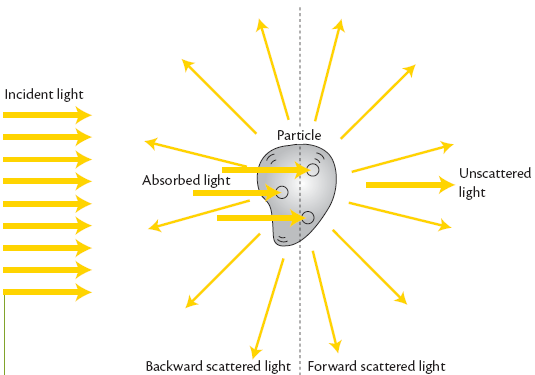 Incident light
Particle
Absorbed light
Unscattered
light
Backward scattered light
Forward scattered light